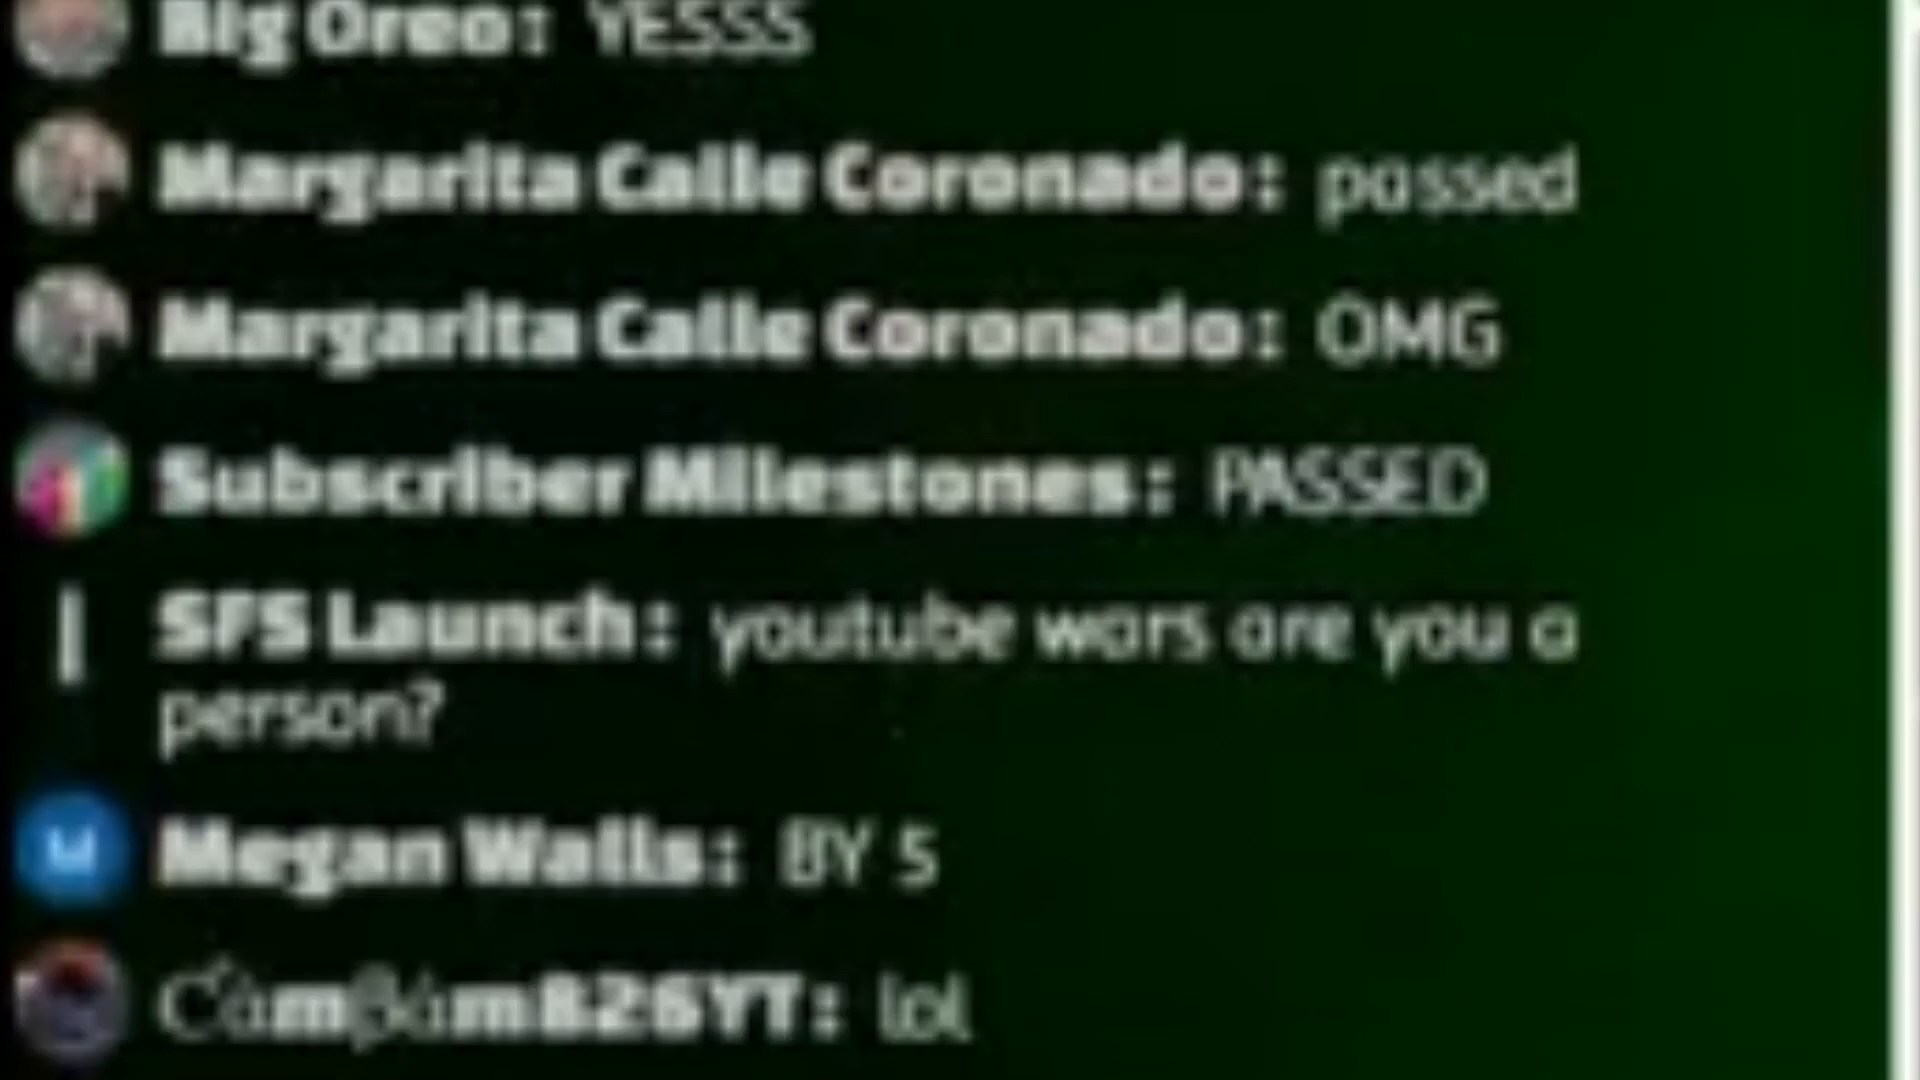 Big Oreo: YESSS
Margarita Calle Coronado: passed
Margarita Calle Coronado: OMG
Subscriber Milestones: PASSED
SFS Launch: youtube wars are you a
person?
M
Megan Walls: BY 5
lol